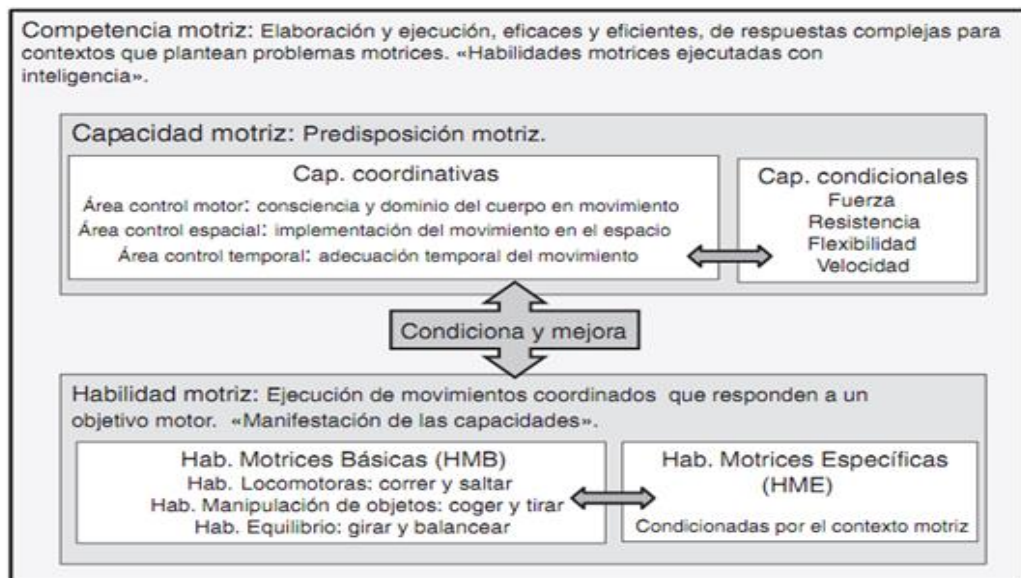 Competencia motriz: Elaboración y ejecución, eficaces y eficientes, de respuestas complejas para
contextos que plantean problemas motrices. «Habilidades motrices ejecutadas con
inteligencia».
Capacidad motriz: Predisposición motriz.
Cap. coordinativas
Área control motor: consciencia y dominio del cuerpo en movimiento
Área control espacial: implementación del movimiento en el espacio
Área control temporal: adecuación temporal del movimiento
Cap. condicionales
Fuerza
Resistencia
Flexibilidad
Velocidad
Condiciona y mejora
Habilidad motriz: Ejecución de movimientos coordinados que responden a un
objetivo motor. «Manifestación de las capacidades».
Hab. Motrices Básicas (HMB)
Hab. Locomotoras: correr y saltar
Hab. Manipulación de objetos: coger y tirar
Hab. Equilibrio: girar y balancear
Hab. Motrices Específicas
(HME)
Condicionadas por el contexto motriz